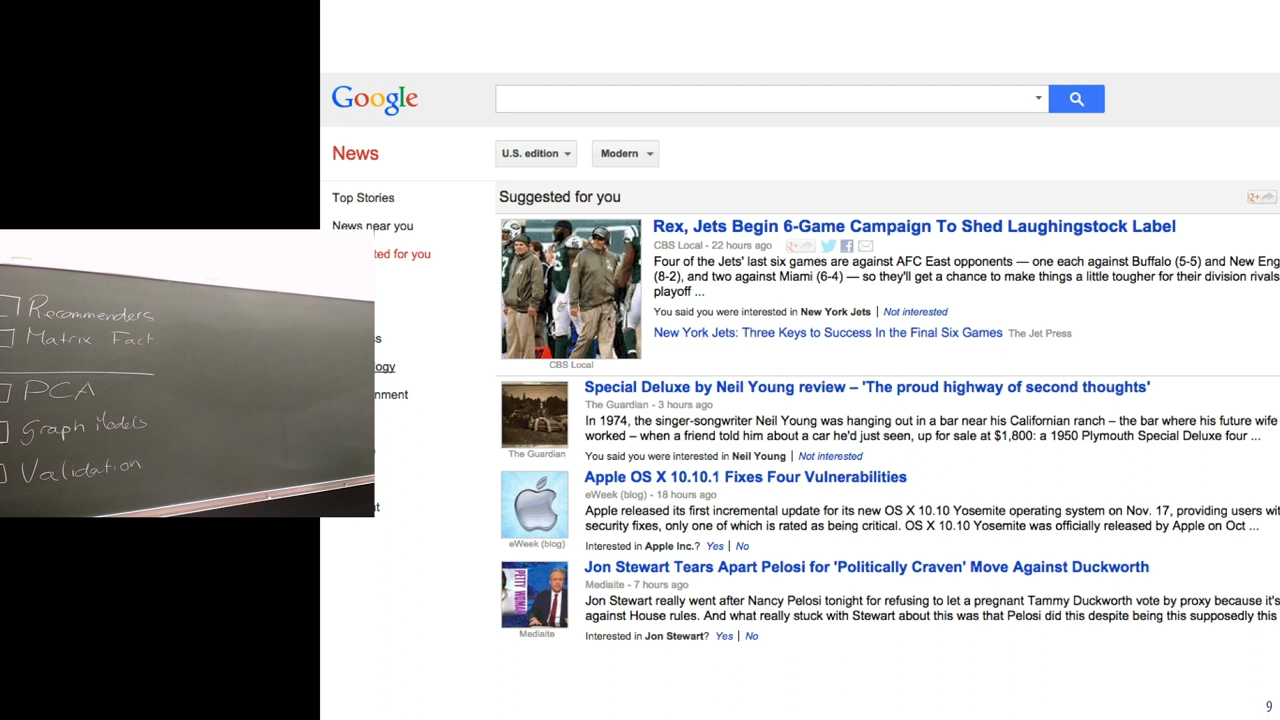 Google
News
U.S. edition
Modern
Top Stories
News near you
ted for you
s
ogy
nment
t
Recommenders
Matrix Fact.
PCA
Graph Models
Validation
Suggested for you
Rex, Jets Begin 6-Game Campaign To Shed Laughingstock Label
CBS Local - 22 hours ago
Four of the Jets' last six games are against AFC East opponents — one each against Buffalo (5-5) and New Eng
(8-2), and two against Miami (6-4) — so they'll get a chance to make things a little tougher for their division rivals
playoff ...
You said you were interested in New York Jets | Not interested
New York Jets: Three Keys to Success In the Final Six Games The Jet Press
CBS Local
Special Deluxe by Neil Young review – 'The proud highway of second thoughts'
The Guardian - 3 hours ago
In 1974, the singer-songwriter Neil Young was hanging out in a bar near his Californian ranch – the bar where his future wife
worked – when a friend told him about a car he'd just seen, up for sale at $1,800: a 1950 Plymouth Special Deluxe four ...
The Guardian
You said you were interested in Neil Young | Not interested
Apple OS X 10.10.1 Fixes Four Vulnerabilities
eWeek (blog) - 18 hours ago
Apple released its first incremental update for its new OS X 10.10 Yosemite operating system on Nov. 17, providing users wit
security fixes, only one of which is rated as being critical. OS X 10.10 Yosemite was officially released by Apple on Oct ...
eWeek (blog)
Interested in Apple Inc.? Yes | No
Jon Stewart Tears Apart Pelosi for 'Politically Craven' Move Against Duckworth
Mediaite - 7 hours ago
Jon Stewart really went after Nancy Pelosi tonight for refusing to let a pregnant Tammy Duckworth vote by proxy because it's
against House rules. And what really stuck with Stewart about this was that Pelosi did this despite being this supposedly this
PETTY WOMAN
Mediaite
Interested in Jon Stewart? Yes | No
9